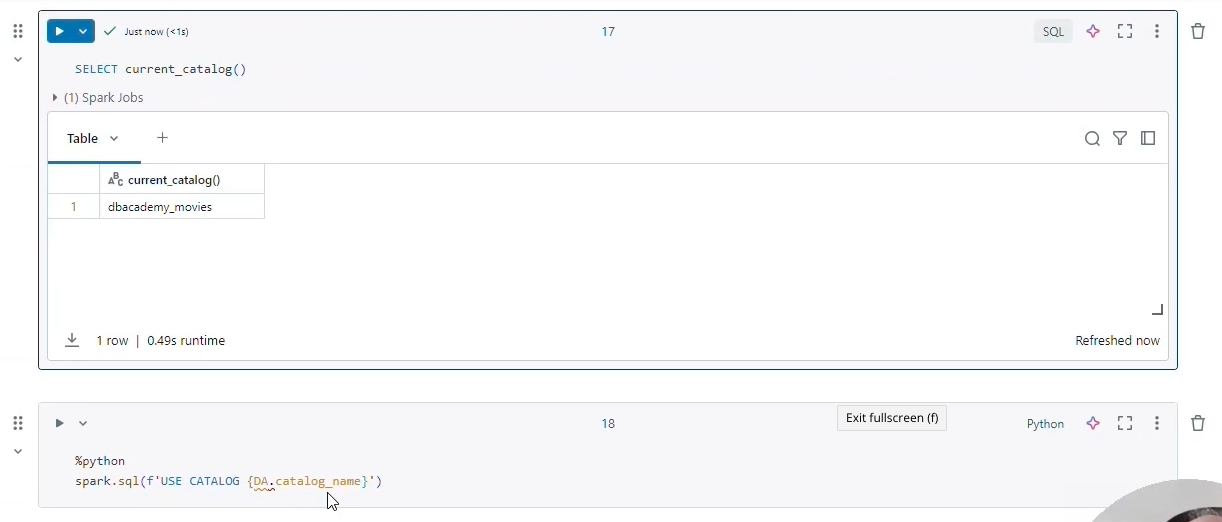 Just now (<1s)
17
SQL
SELECT current_catalog()
(1) Spark Jobs
Table
+
ABC current_catalog()
1 dbacademy_movies
1 row | 0.49s runtime
Refreshed now
18
Exit fullscreen (f)
Python
%python
spark.sql(f'USE CATALOG {DA.catalog_name}')